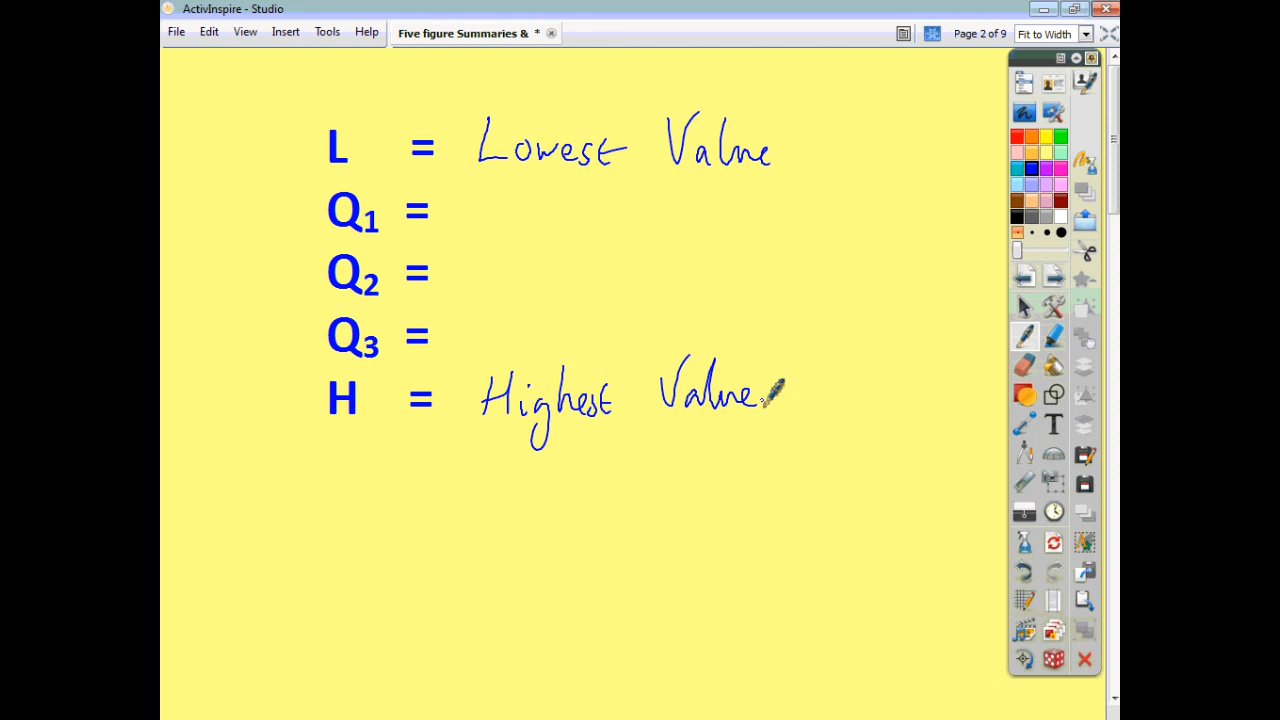 ActivInspire - Studio
File Edit View Insert Tools Help
Five figure Summaries & *
Page 2 of 9
Fit to Width
L = Lowest Value
Q1 =
Q2 =
Q3 =
H = Highest Value